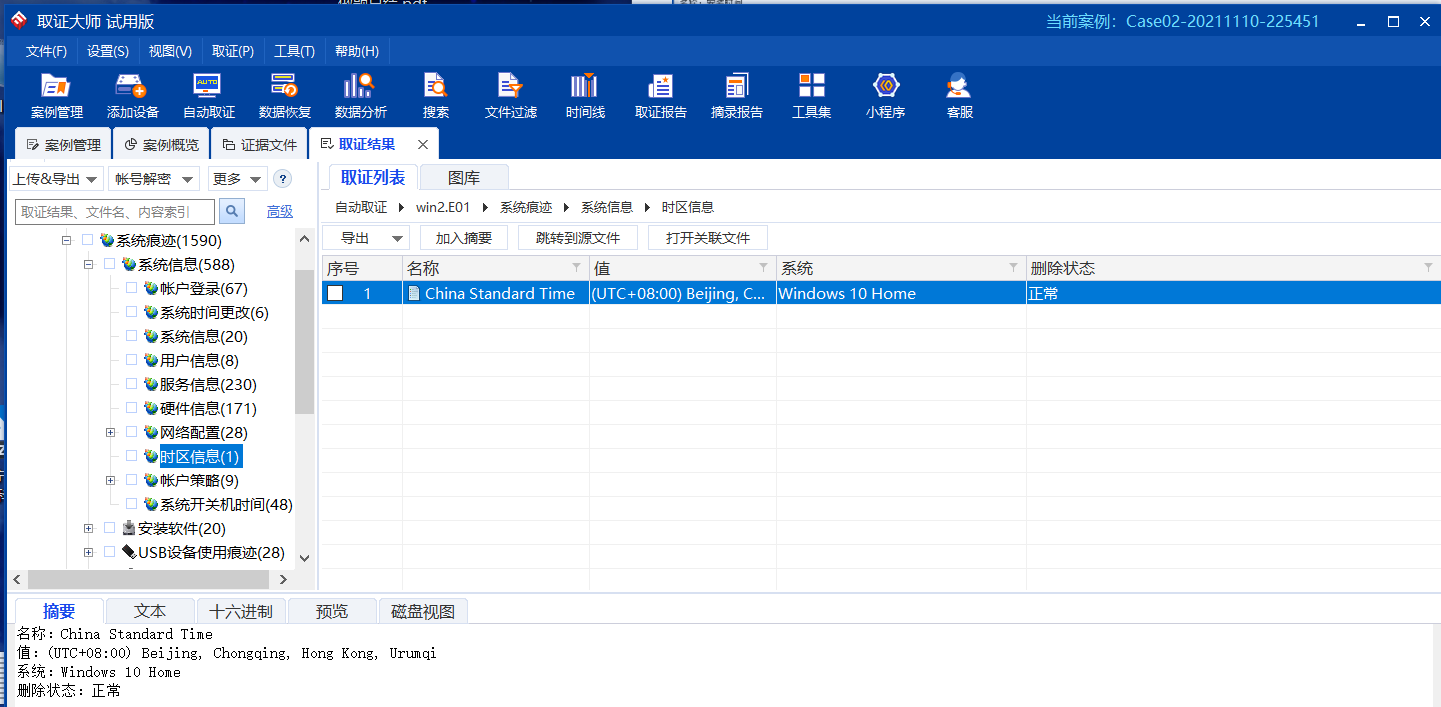 取证大师 试用版
当前案例：Case02-20211110-225451
文件(F) 设置(S) 视图(V) 取证(P) 工具(T) 帮助(H)
案例管理 添加设备 自动取证 数据恢复 数据分析 搜索 文件过滤 时间线 取证报告 摘录报告 工具集 小程序 客服
案例管理 案例概览 证据文件 取证结果
上传&导出 帐号解密 更多 ?
取证结果、文件名、内容索引 高级
系统痕迹(1590)
系统信息(588)
帐户登录(67)
系统时间更改(6)
系统信息(20)
用户信息(8)
服务信息(230)
硬件信息(171)
网络配置(28)
时区信息(1)
帐户策略(9)
系统开关机时间(48)
安装软件(20)
USB设备使用痕迹(28)
取证列表 图库
自动取证 win2.E01 系统痕迹 系统信息 时区信息
导出 加入摘要 跳转到源文件 打开关联文件
序号 名称 值 系统 删除状态
1 China Standard Time (UTC+08:00) Beijing, C... Windows 10 Home 正常
摘要 文本 十六进制 预览 磁盘视图
名称：China Standard Time
值：(UTC+08:00) Beijing, Chongqing, Hong Kong, Urumqi
系统：Windows 10 Home
删除状态：正常